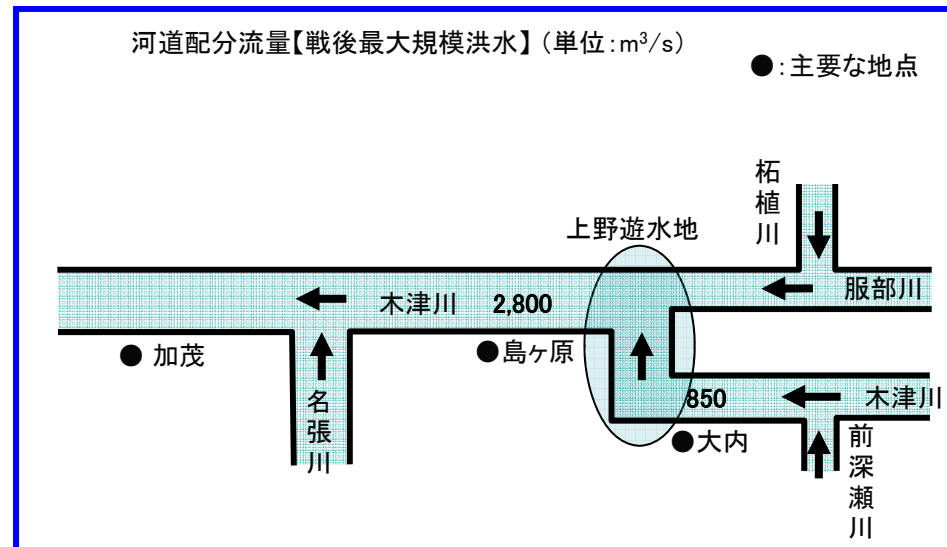 河道配分流量【戦後最大規模洪水】（単位:m³/s）
●:主要な地点
柘植川
上野遊水地
服部川
木津川 2,800
●加茂
●島ヶ原
名張川
850
木津川
●大内
前深瀬川